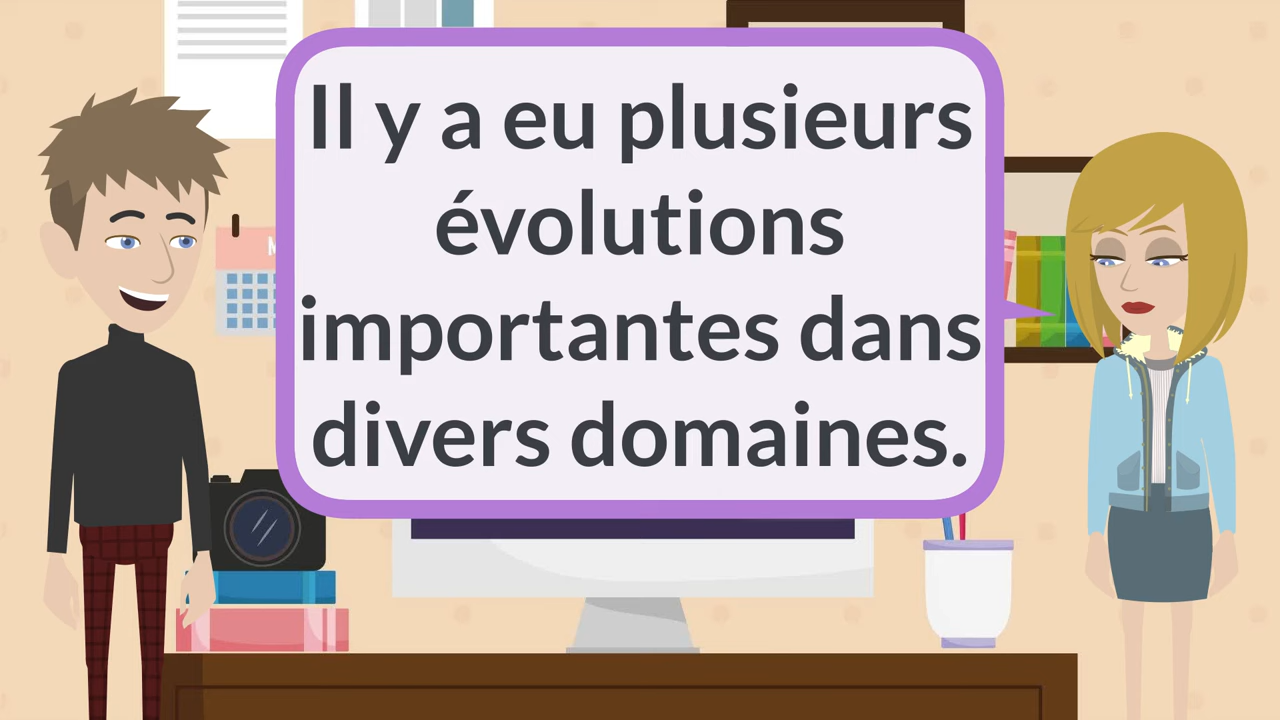 Il y a eu plusieurs
évolutions
importantes dans
divers domaines.